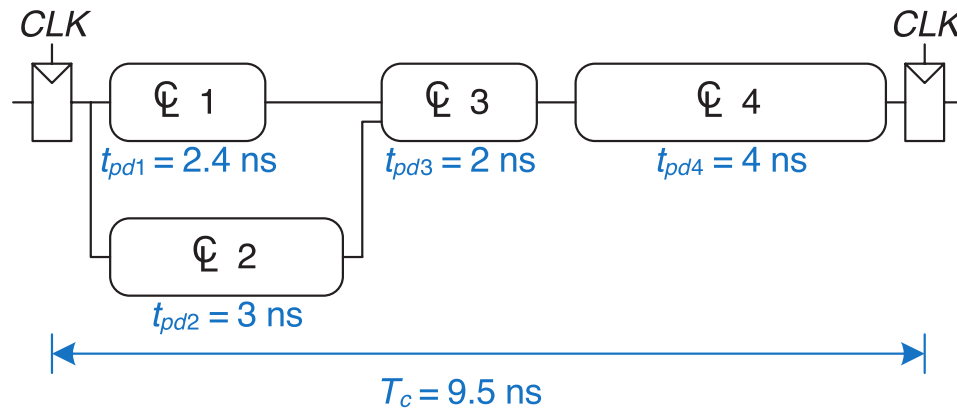 CLK
CLK
CL 1
CL 3
CL 4
tpd1 = 2.4 ns
tpd3 = 2 ns
tpd4 = 4 ns
CL 2
tpd2 = 3 ns
Tc = 9.5 ns